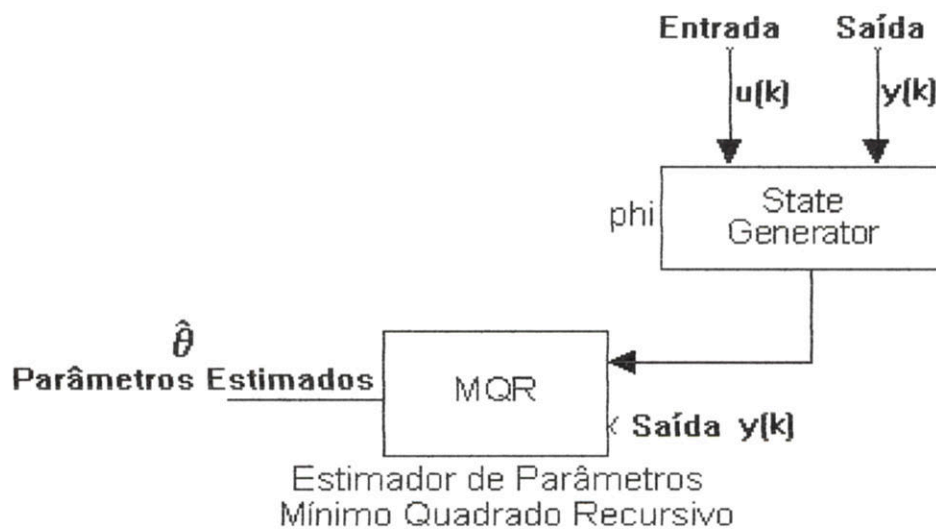 Entrada Saída
u(k) y(k)
phi
State
Generator
θ̂
Parâmetros Estimados
MQR
Saída y(k)
Estimador de Parâmetros
Mínimo Quadrado Recursivo